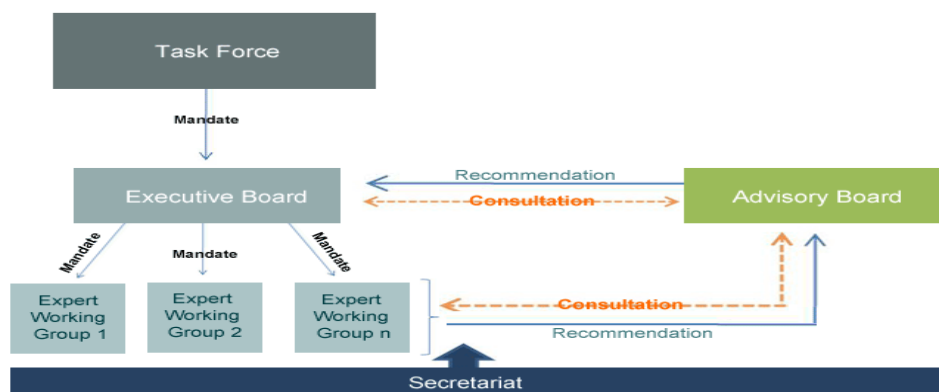 Task Force
Mandate
Recommendation
Executive Board
Consultation
Advisory Board
Mandate
Mandate
Mandate
Expert
Working
Group 1
Expert
Working
Group 2
Expert
Working
Group n
Consultation
Recommendation
Secretariat